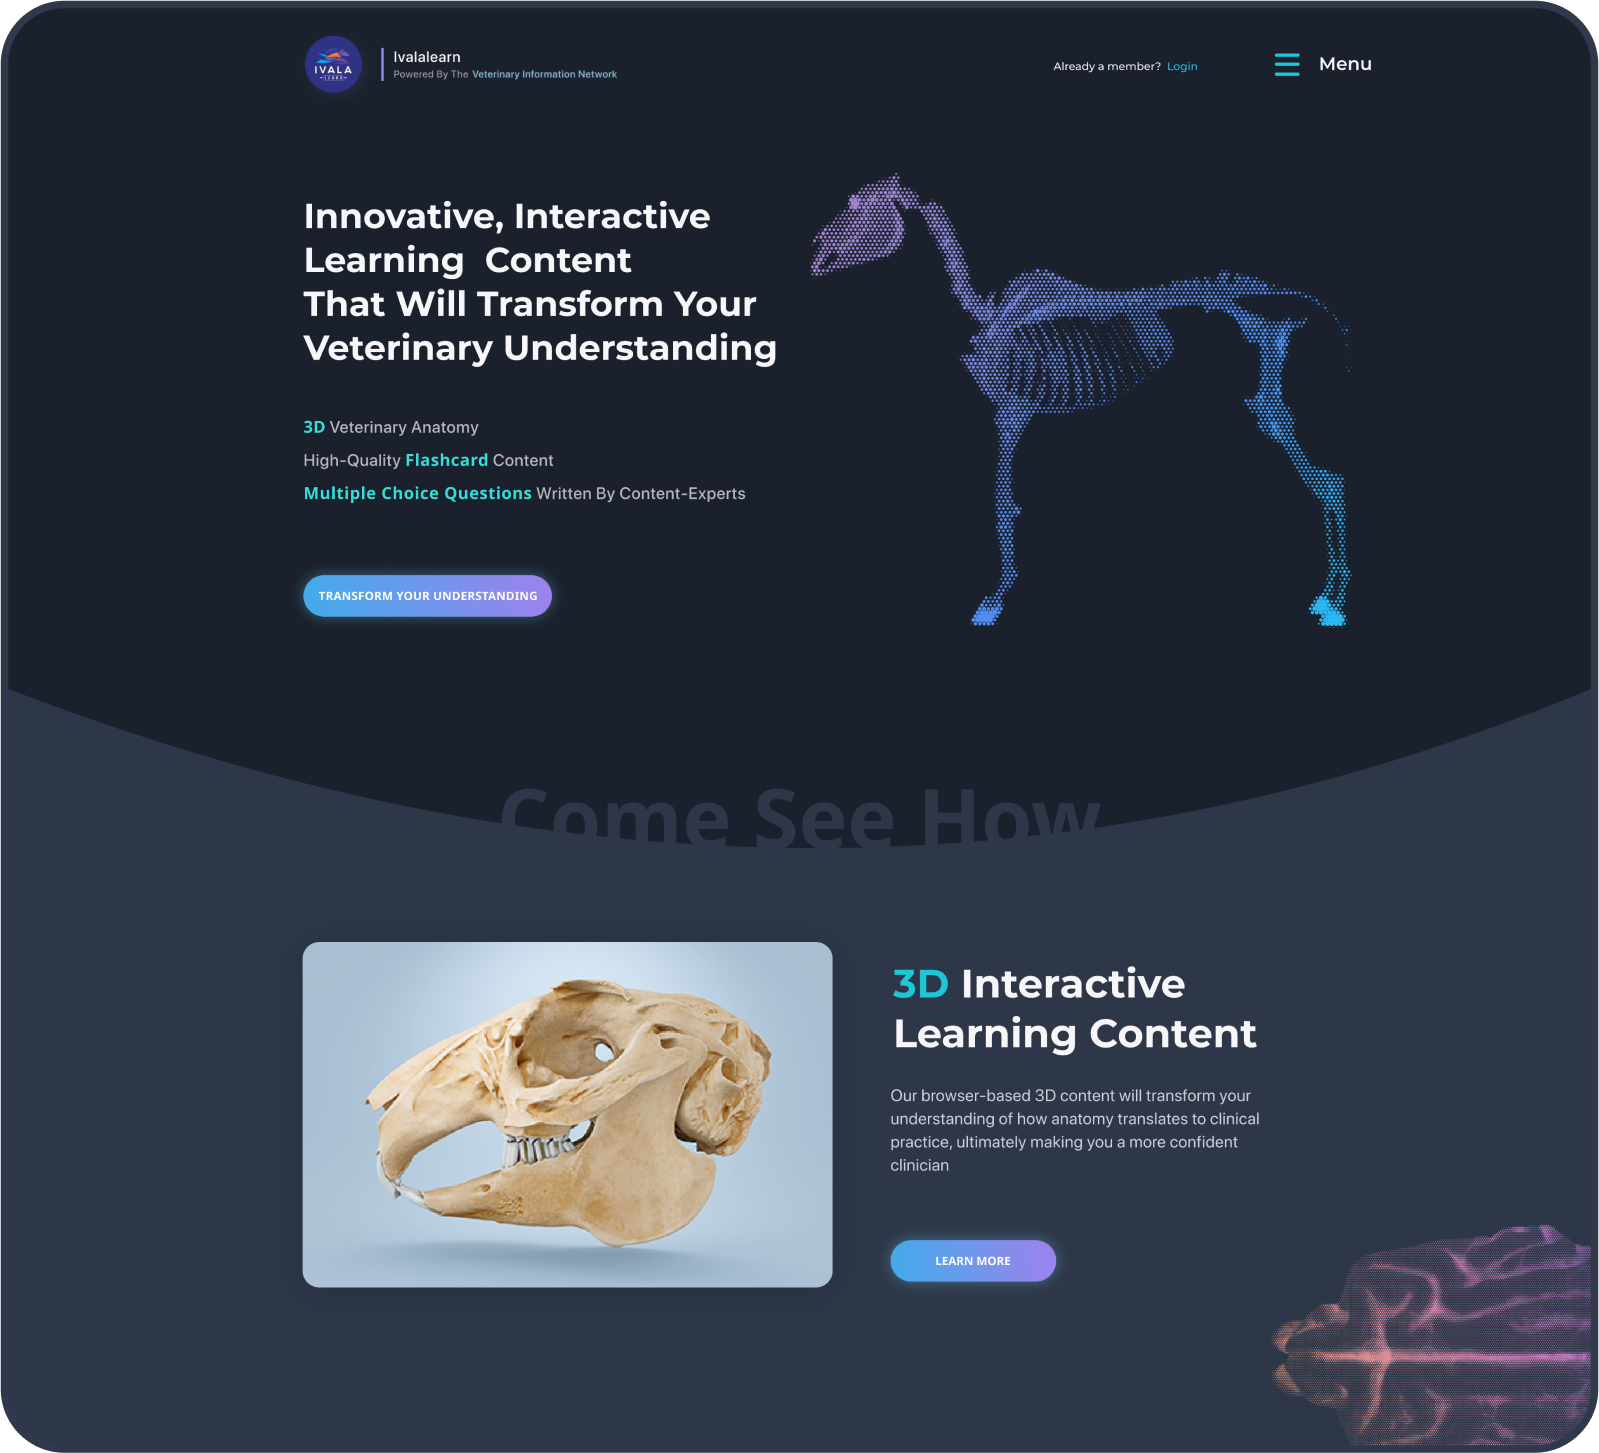 IVALA
LEARN
Ivalalearn
Powered By The Veterinary Information Network
Already a member? Login
Menu
Innovative, Interactive
Learning Content
That Will Transform Your
Veterinary Understanding
3D Veterinary Anatomy
High-Quality Flashcard Content
Multiple Choice Questions Written By Content-Experts
TRANSFORM YOUR UNDERSTANDING
Come See How
3D Interactive
Learning Content
Our browser-based 3D content will transform your
understanding of how anatomy translates to clinical
practice, ultimately making you a more confident
clinician
LEARN MORE